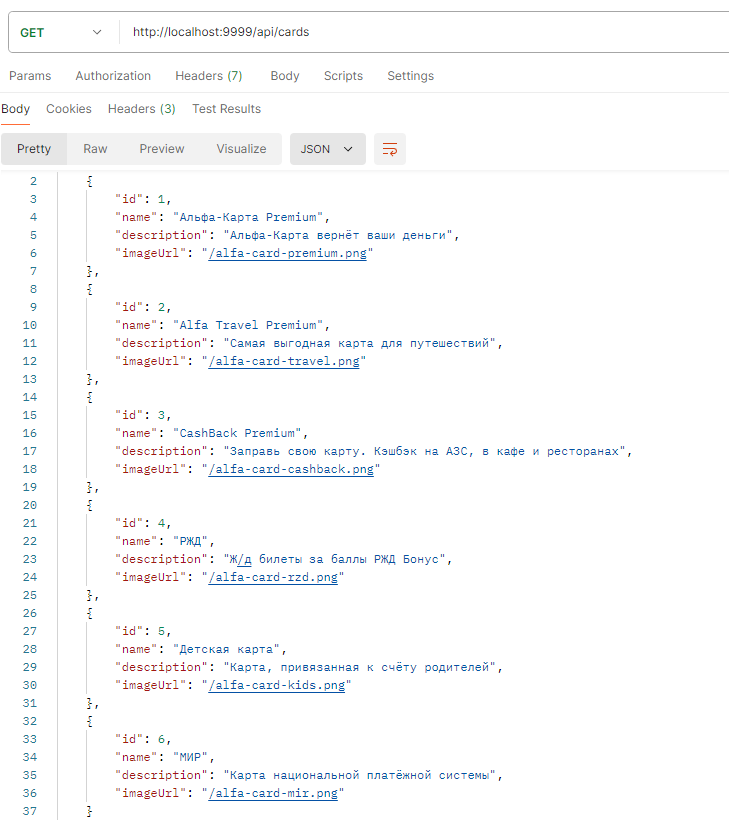 GET http://localhost:9999/api/cards
Params Authorization Headers (7) Body Scripts Settings
Body Cookies Headers (3) Test Results
Pretty Raw Preview Visualize JSON
2 {
3 "id": 1,
4 "name": "Альфа-Карта Premium",
5 "description": "Альфа-Карта вернёт ваши деньги",
6 "imageUrl": "/alfa-card-premium.png"
7 },
8 {
9 "id": 2,
10 "name": "Alfa Travel Premium",
11 "description": "Самая выгодная карта для путешествий",
12 "imageUrl": "/alfa-card-travel.png"
13 },
14 {
15 "id": 3,
16 "name": "CashBack Premium",
17 "description": "Заправь свою карту. Кэшбэк на АЗС, в кафе и ресторанах",
18 "imageUrl": "/alfa-card-cashback.png"
19 },
20 {
21 "id": 4,
22 "name": "РЖД",
23 "description": "Ж/д билеты за баллы РЖД Бонус",
24 "imageUrl": "/alfa-card-rzd.png"
25 },
26 {
27 "id": 5,
28 "name": "Детская карта",
29 "description": "Карта, привязанная к счёту родителей",
30 "imageUrl": "/alfa-card-kids.png"
31 },
32 {
33 "id": 6,
34 "name": "МИР",
35 "description": "Карта национальной платёжной системы",
36 "imageUrl": "/alfa-card-mir.png"
37 }